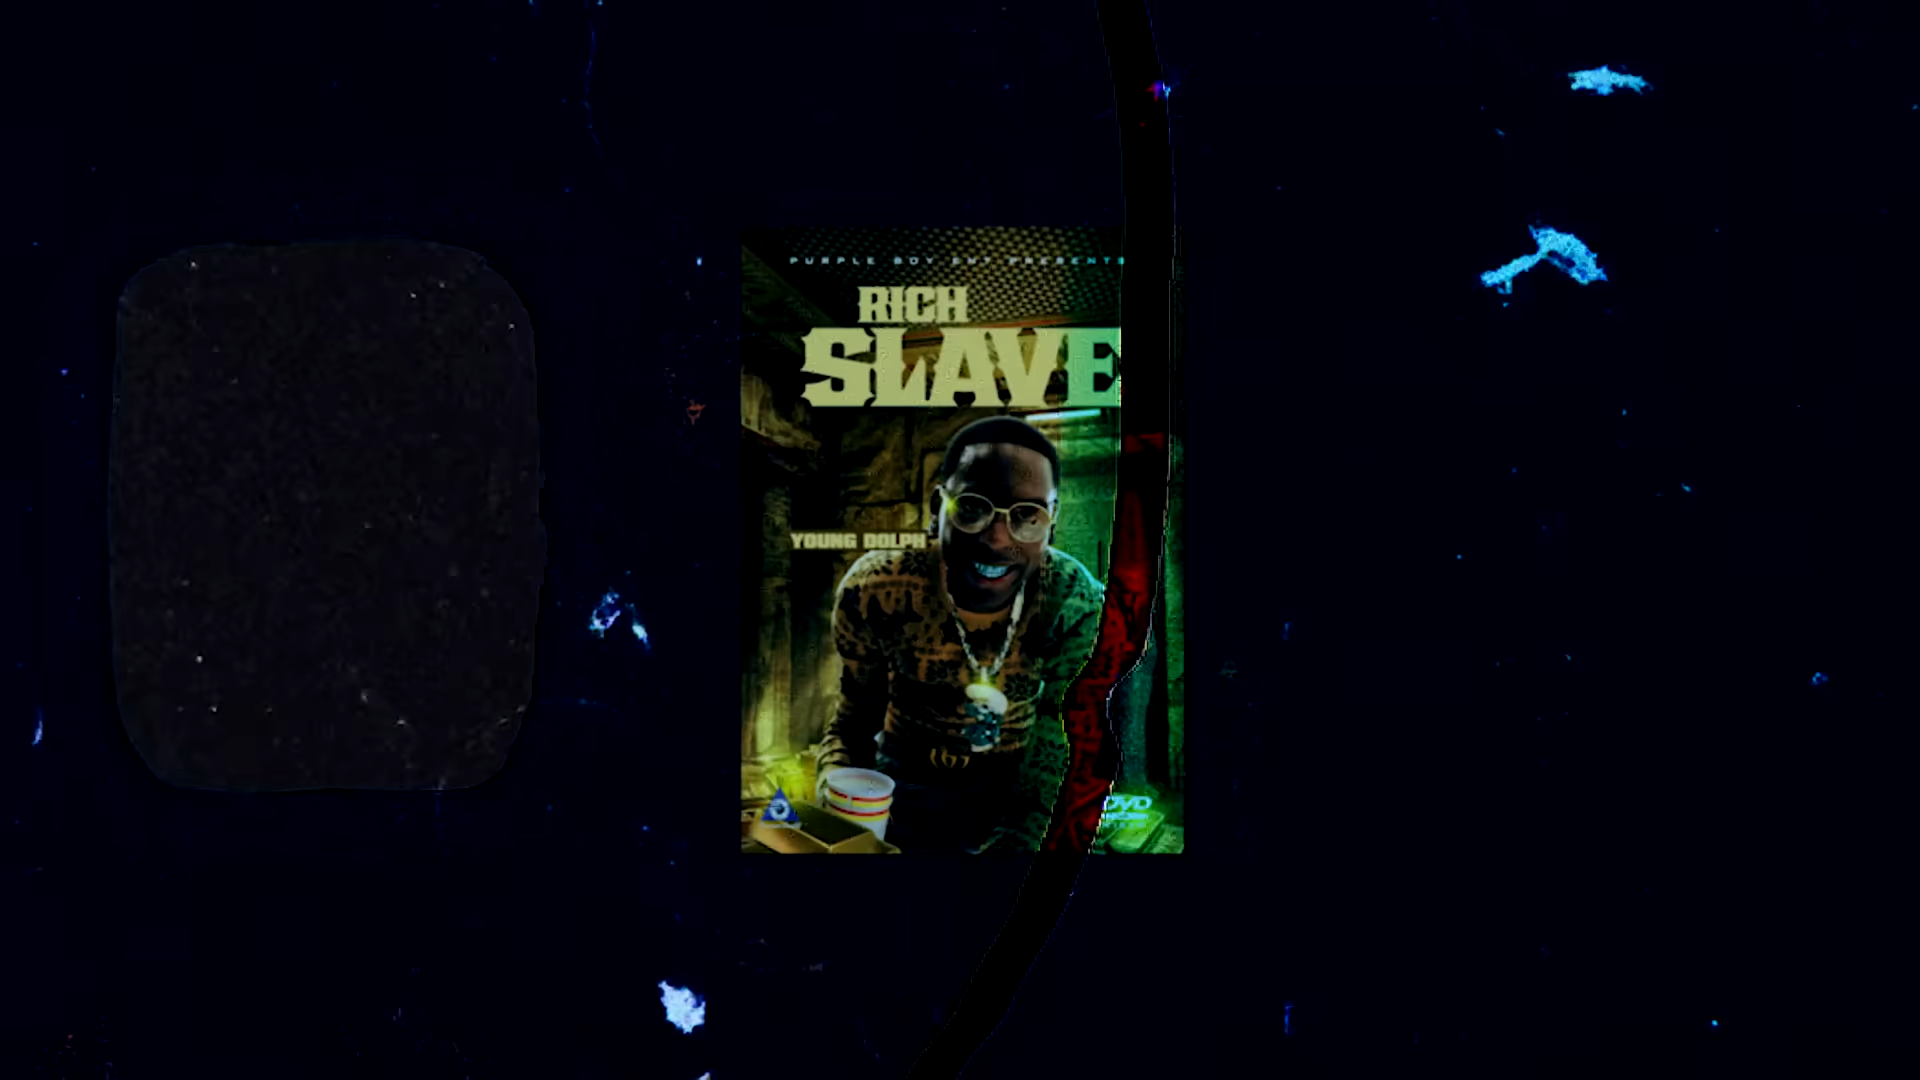 PURPLE BOY ENT PRESENTS
RICH
SLAVE
YOUNG DOLPH
DVD